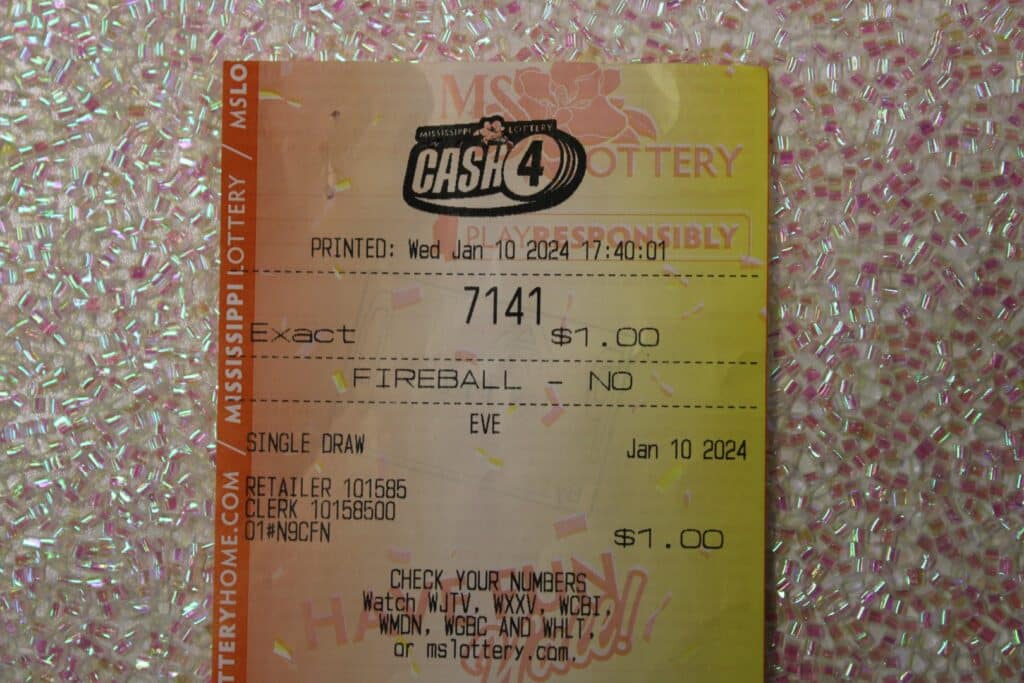 MS
LOTTERY
MISSISSIPPI LOTTERY
CASH 4
PLAY RESPONSIBLY
PRINTED: Wed Jan 10 2024 17:40:01
7141
Exact $1.00
FIREBALL - NO
EVE
SINGLE DRAW Jan 10 2024
RETAILER 101585
CLERK 10158500
01#N9CFN
$1.00
CHECK YOUR NUMBERS
Watch WJTV, WXXV, WCBI,
WMDN, WGBC AND WHLT,
or mslottery.com.
TTERYHOME.COM / MISSISSIPPI LOTTERY / MSLO